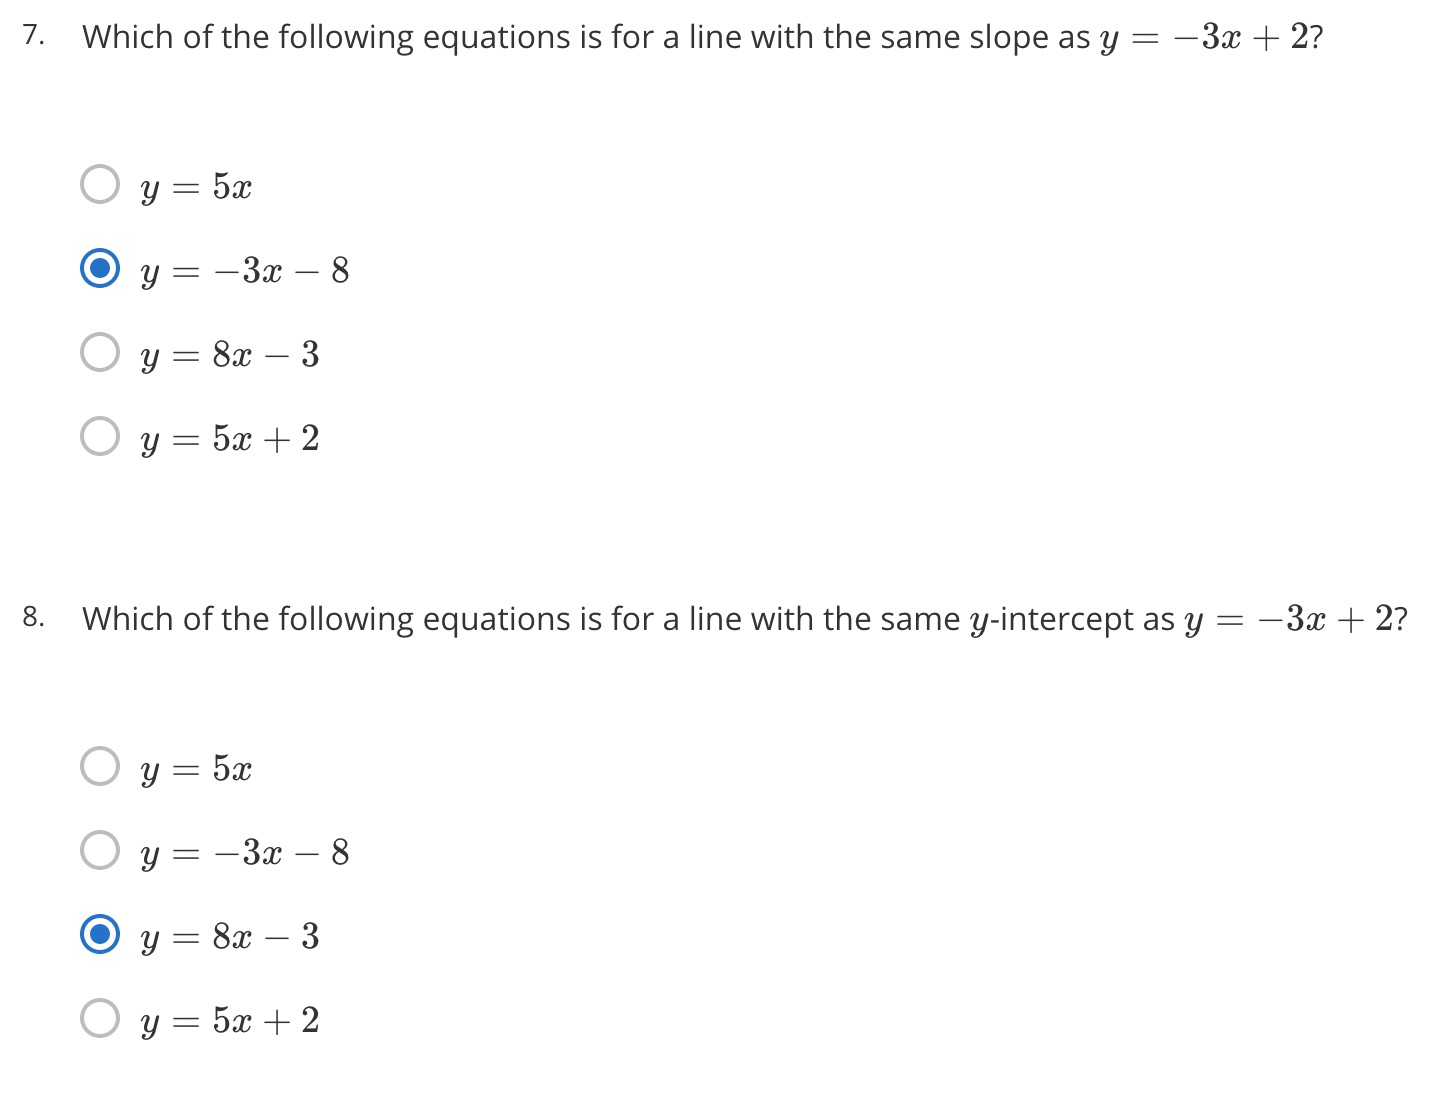 7. Which of the following equations is for a line with the same slope as y = −3x + 2?
y = 5x
y = −3x − 8
y = 8x − 3
y = 5x + 2
8. Which of the following equations is for a line with the same y-intercept as y = −3x + 2?
y = 5x
y = −3x − 8
y = 8x − 3
y = 5x + 2